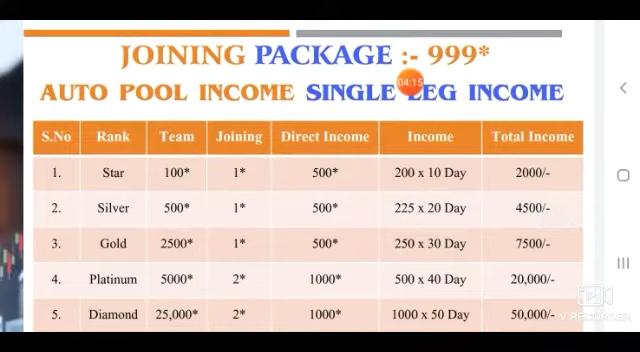 JOINING PACKAGE :- 999*
04:15
AUTO POOL INCOME SINGLE LEG INCOME
S.No Rank Team Joining Direct Income Income Total Income
1. Star 100* 1* 500* 200 x 10 Day 2000/-
2. Silver 500* 1* 500* 225 x 20 Day 4500/-
3. Gold 2500* 1* 500* 250 x 30 Day 7500/-
4. Platinum 5000* 2* 1000* 500 x 40 Day 20,000/-
5. Diamond 25,000* 2* 1000* 1000 x 50 Day 50,000/-
V RECORDER